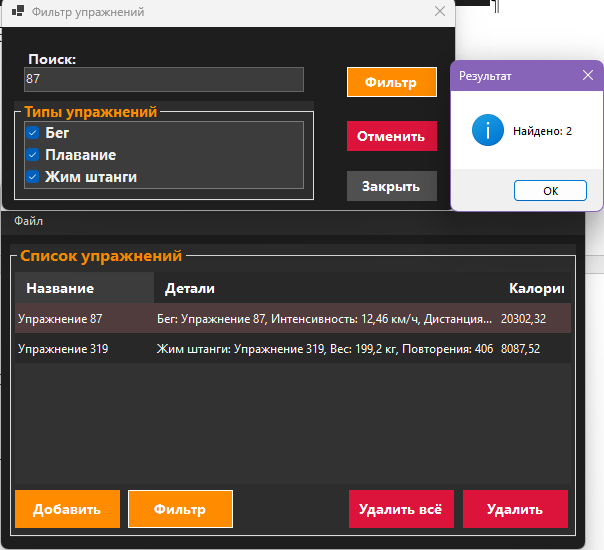 Фильтр упражнений
Поиск:
87
Фильтр
Типы упражнений
Бег
Плавание
Жим штанги
Отменить
Закрыть
Результат
Найдено: 2
ОК
Файл
Список упражнений
Название Детали Калори
Упражнение 87 Бег: Упражнение 87, Интенсивность: 12,46 км/ч, Дистанция... 20302,32
Упражнение 319 Жим штанги: Упражнение 319, Вес: 199,2 кг, Повторения: 406 8087,52
Добавить Фильтр Удалить всё Удалить